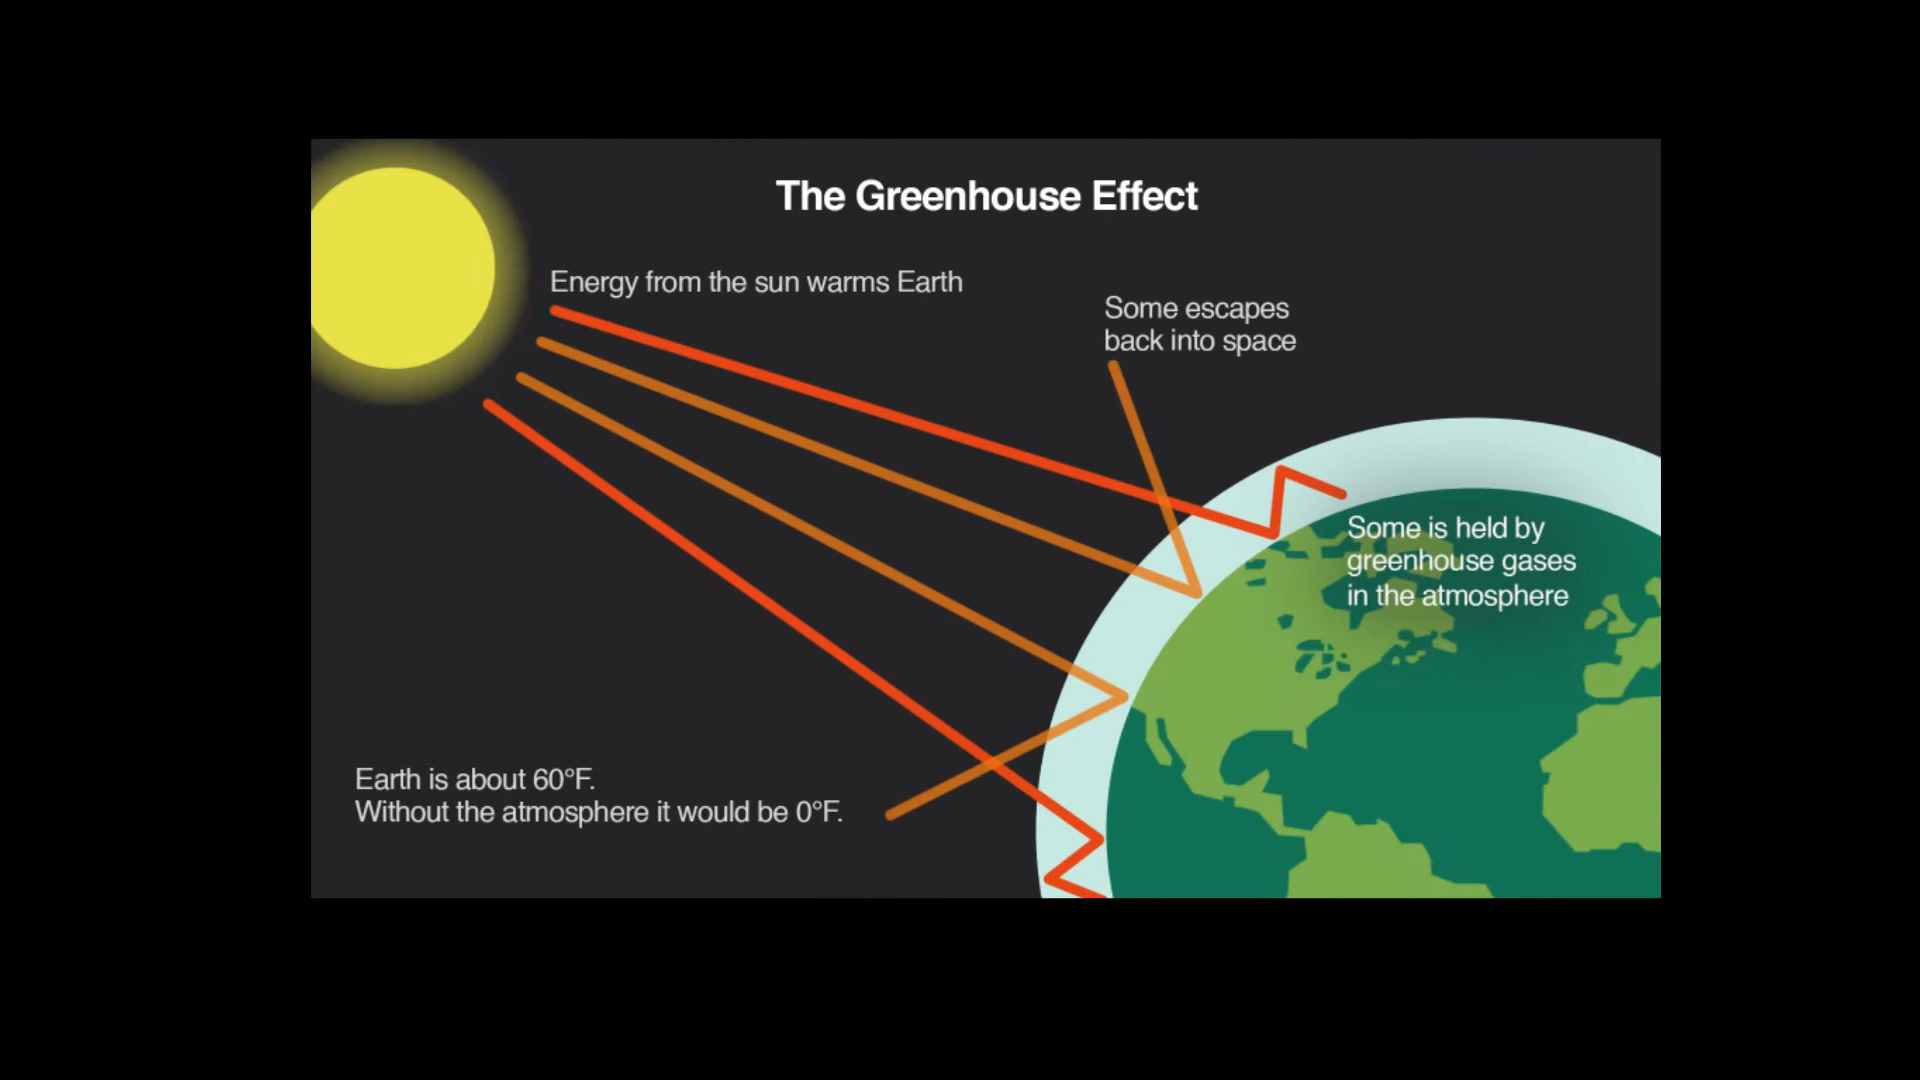 The Greenhouse Effect
Energy from the sun warms Earth
Some escapes
back into space
Some is held by
greenhouse gases
in the atmosphere
Earth is about 60°F.
Without the atmosphere it would be 0°F.